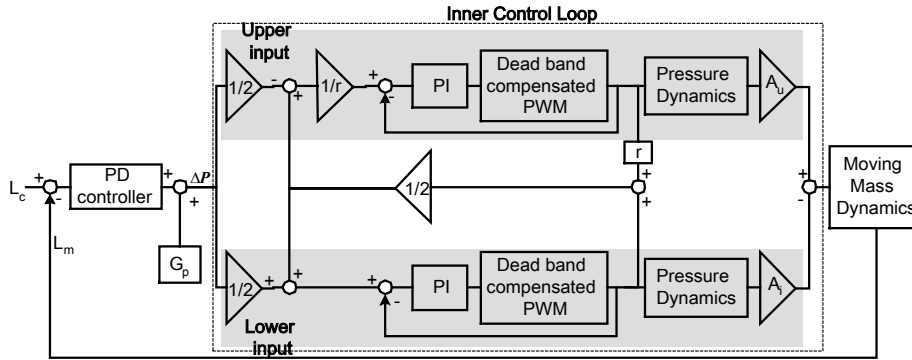 Inner Control Loop
Upper
input
1/2
-
+
1/r
+
-
PI
Dead band
compensated
PWM
Pressure
Dynamics
A_u
r
+
+
1/2
L_c
+
-
PD
controller
+
+
ΔP
G_p
L_m
+
-
Moving
Mass
Dynamics
1/2
+
+
+
-
PI
Dead band
compensated
PWM
Pressure
Dynamics
A_i
Lower
input